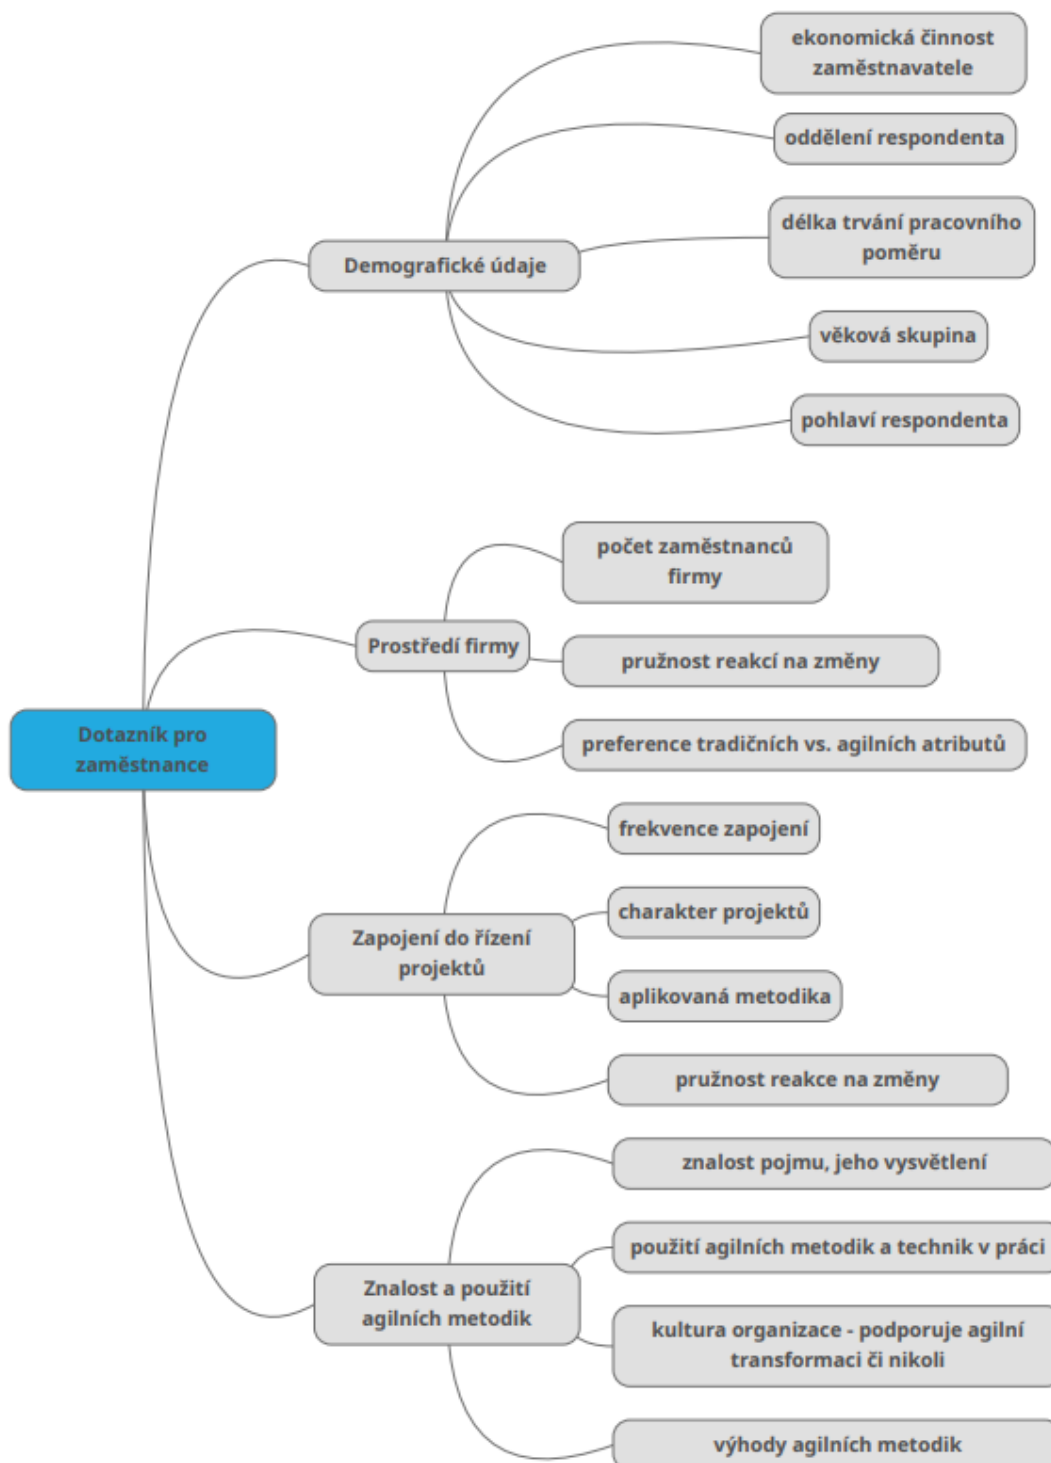 ekonomická činnost
zaměstnavatele
oddělení respondenta
délka trvání pracovního
poměru
Demografické údaje
věková skupina
pohlaví respondenta
počet zaměstnanců
firmy
Prostředí firmy
pružnost reakcí na změny
preference tradičních vs. agilních atributů
Dotazník pro
zaměstnance
frekvence zapojení
charakter projektů
Zapojení do řízení
projektů
aplikovaná metodika
pružnost reakce na změny
znalost pojmu, jeho vysvětlení
použití agilních metodik a technik v práci
Znalost a použití
agilních metodik
kultura organizace - podporuje agilní
transformaci či nikoli
výhody agilních metodik